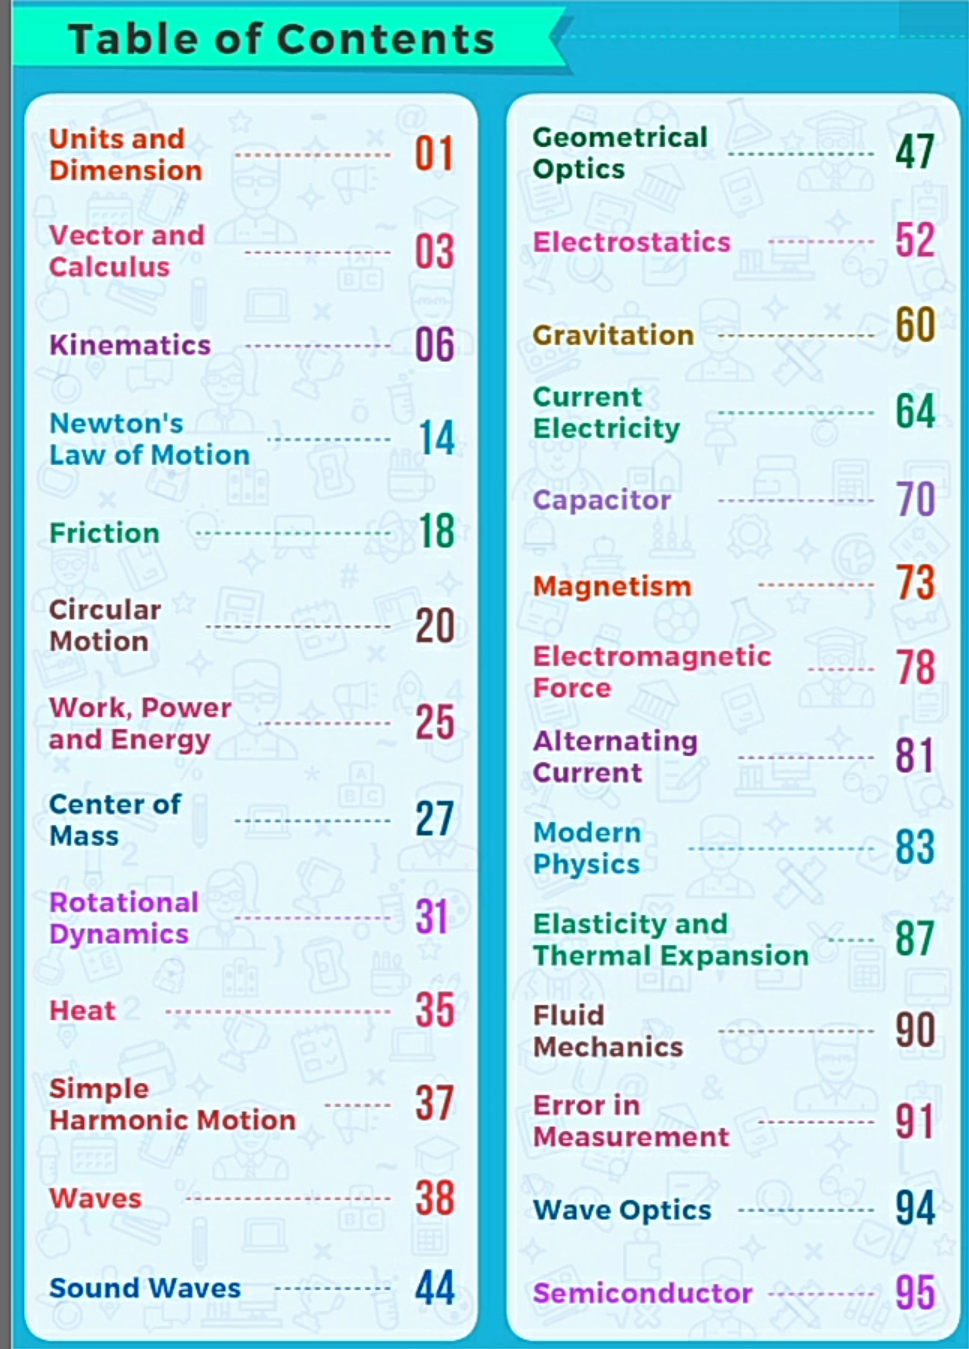 Table of Contents
Units and
Dimension 01
Vector and
Calculus 03
Kinematics 06
Newton's
Law of Motion 14
Friction 18
Circular
Motion 20
Work, Power
and Energy 25
Center of
Mass 27
Rotational
Dynamics 31
Heat 35
Simple
Harmonic Motion 37
Waves 38
Sound Waves 44
Geometrical
Optics 47
Electrostatics 52
Gravitation 60
Current
Electricity 64
Capacitor 70
Magnetism 73
Electromagnetic
Force 78
Alternating
Current 81
Modern
Physics 83
Elasticity and
Thermal Expansion 87
Fluid
Mechanics 90
Error in
Measurement 91
Wave Optics 94
Semiconductor 95